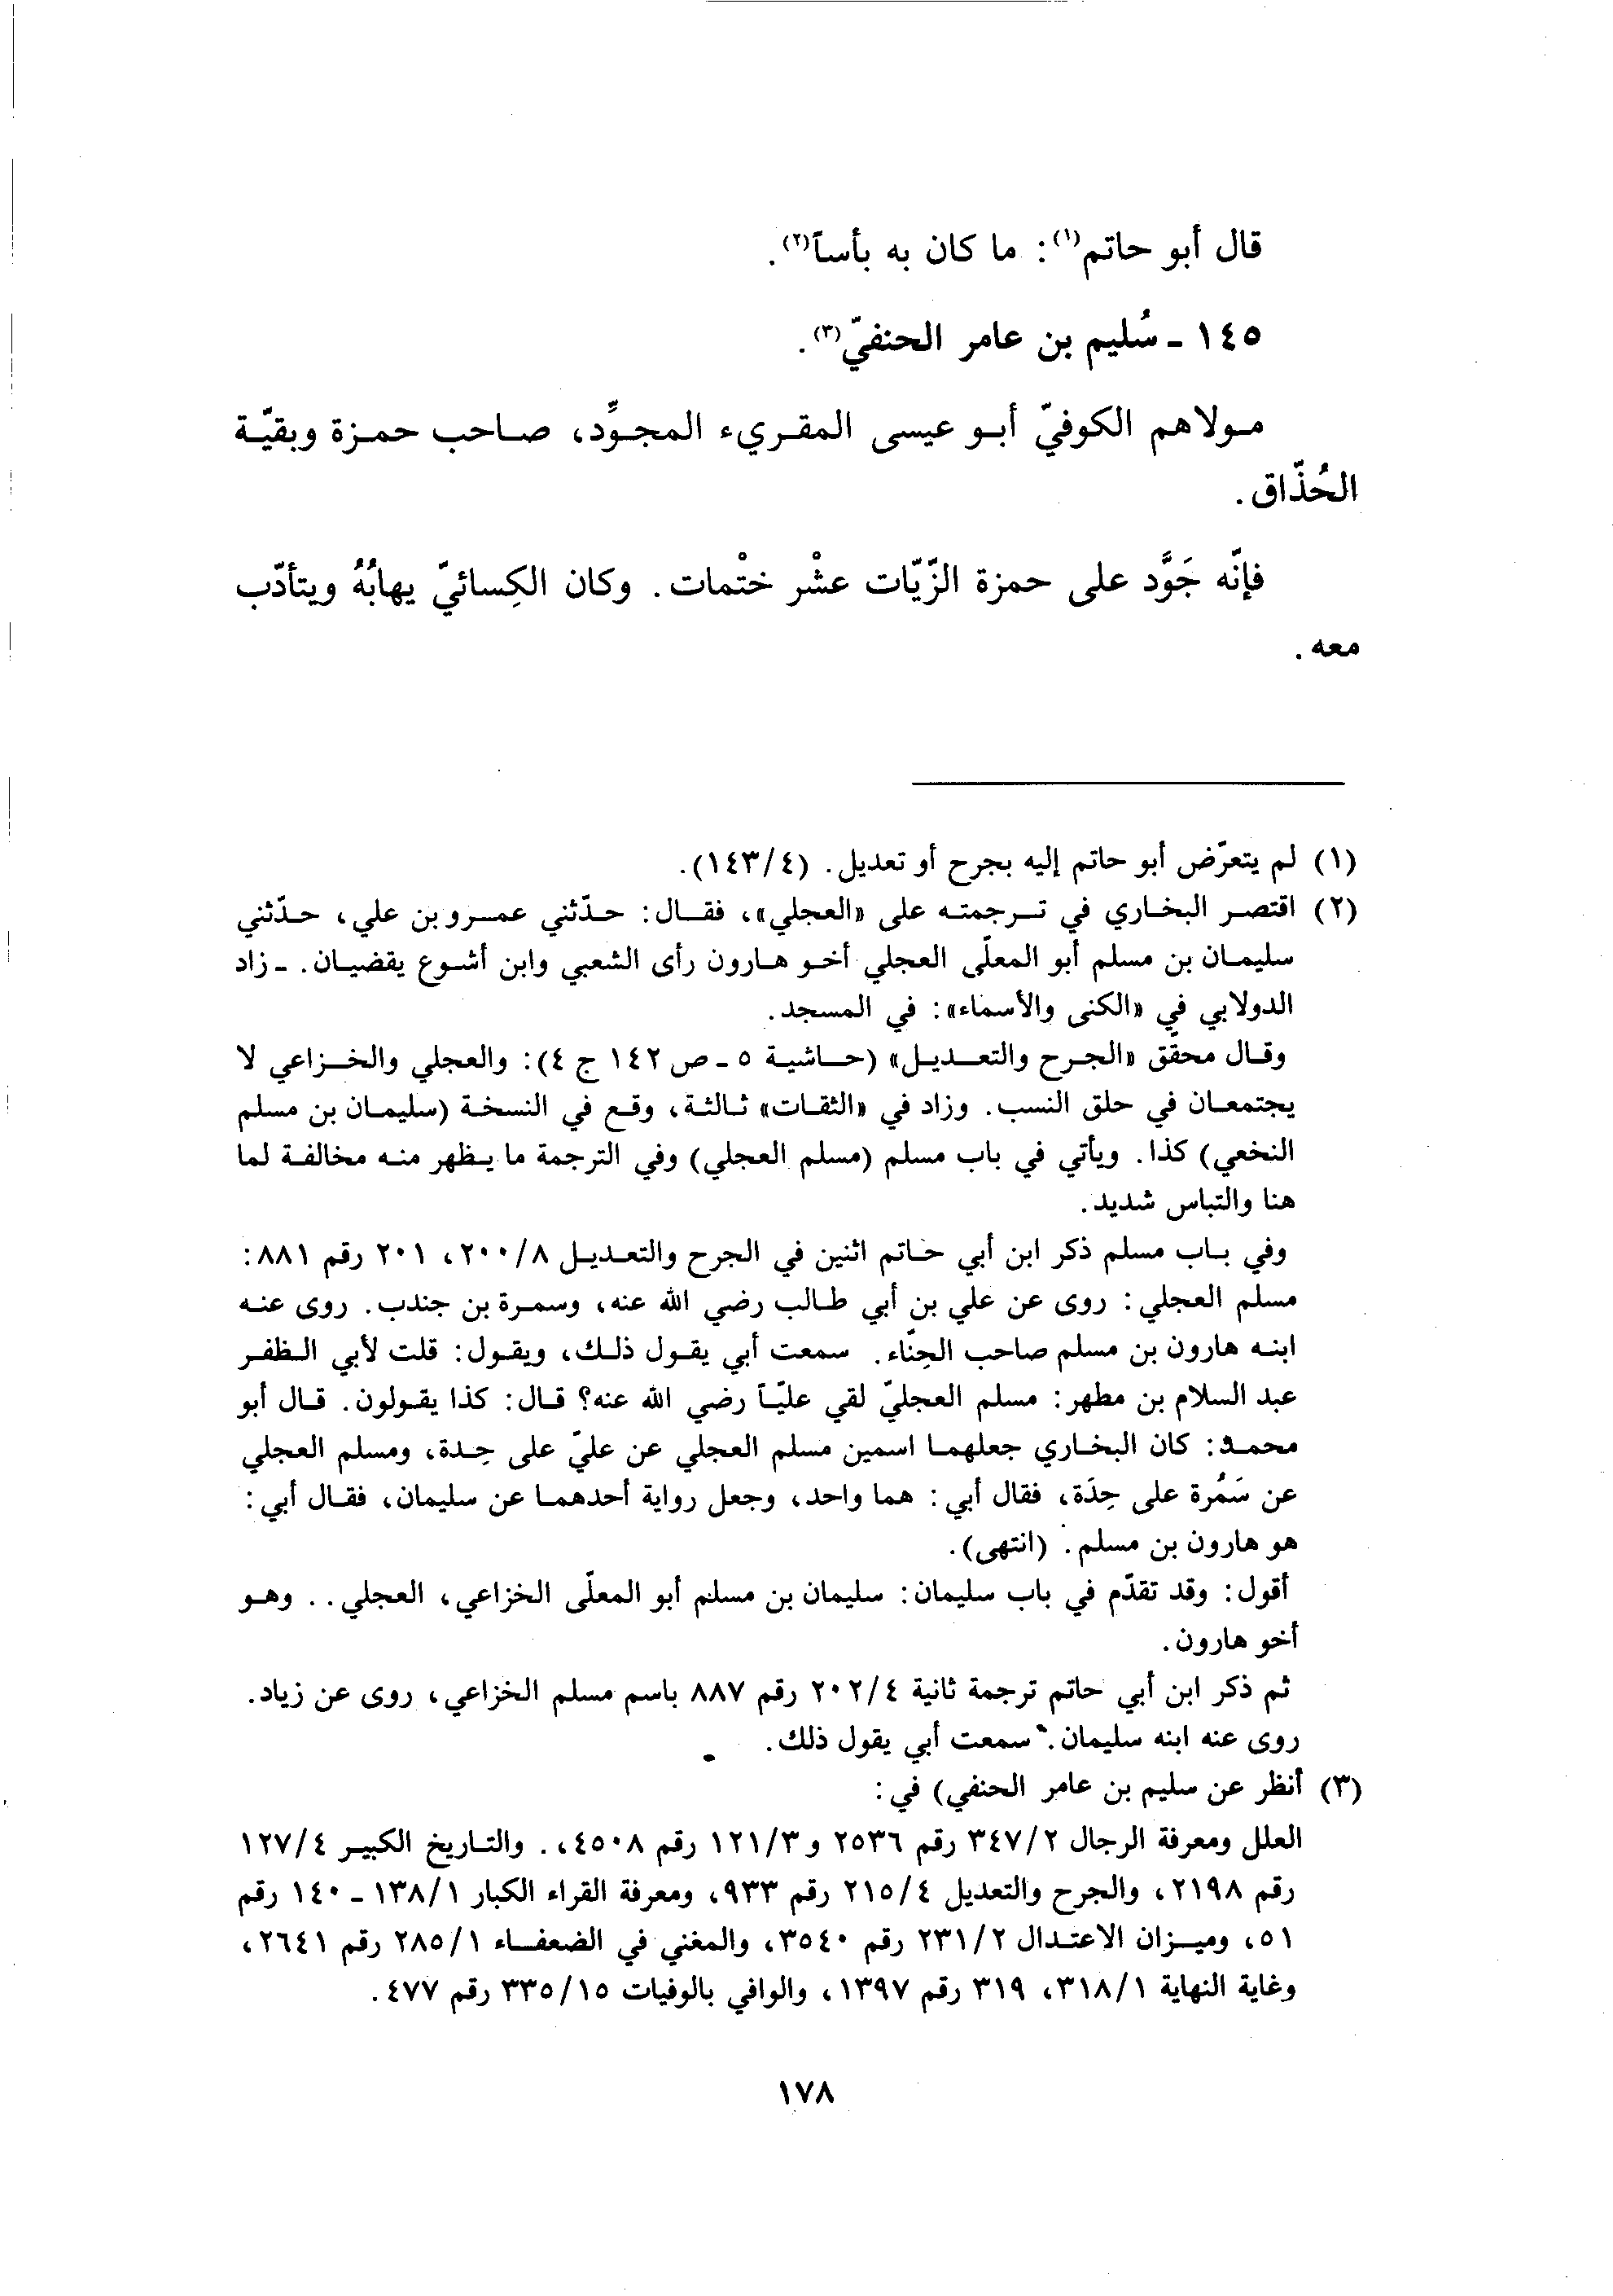 قال أبو حاتم(١): ما كان به بأساً(٢).
١٤٥ - سُليم بن عامر الحنفيّ(٣).
مولاهم الكوفيّ أبو عيسى المقريء المجوِّد، صاحب حمزة وبقيّة
الحُذّاق.
فإنّه جَوَّد على حمزة الزّيّات عشْر ختْمات. وكان الكِسائيّ يهابُهُ ويتأدّب
معه.
(١) لم يتعرّض أبو حاتم إليه بجرح أو تعديل. (١٤٣/٤).
(٢) اقتصر البخاري في ترجمته على «العجلي»، فقال: حدّثني عمرو بن علي، حدّثني
سليمان بن مسلم أبو المعلّى العجلي أخو هارون رأى الشعبي وابن أشوع يقضيان. - زاد
الدولابي في «الكنى والأسماء»: في المسجد.
وقال محقّق «الجرح والتعديل» (حاشية ٥ - ص ١٤٢ ج ٤): والعجلي والخزاعي لا
يجتمعان في حلق النسب. وزاد في «الثقات» ثالثة، وقع في النسخة (سليمان بن مسلم
النخعي) كذا. ويأتي في باب مسلم (مسلم العجلي) وفي الترجمة ما يظهر منه مخالفة لما
هنا والتباس شديد.
وفي باب مسلم ذكر ابن أبي حاتم اثنين في الجرح والتعديل ٢٠٠/٨، ٢٠١ رقم ٨٨١:
مسلم العجلي: روى عن علي بن أبي طالب رضي الله عنه، وسمرة بن جندب. روى عنه
ابنه هارون بن مسلم صاحب الحِنّاء. سمعت أبي يقول ذلك، ويقول: قلت لأبي الظفر
عبد السلام بن مطهر: مسلم العجليّ لقي عليّاً رضي الله عنه؟ قال: كذا يقولون. قال أبو
محمد: كان البخاري جعلهما اسمين مسلم العجلي عن عليّ على حِدة، ومسلم العجلي
عن سَمُرة على حِدَة، فقال أبي: هما واحد، وجعل رواية أحدهما عن سليمان، فقال أبي:
هو هارون بن مسلم. (انتهى).
أقول: وقد تقدّم في باب سليمان: سليمان بن مسلم أبو المعلّى الخزاعي، العجلي.. وهو
أخو هارون.
ثم ذكر ابن أبي حاتم ترجمة ثانية ٢٠٢/٤ رقم ٨٨٧ باسم مسلم الخزاعي، روى عن زياد.
روى عنه ابنه سليمان. سمعت أبي يقول ذلك.
(٣) أنظر عن سليم بن عامر الحنفي) في:
العلل ومعرفة الرجال ٣٤٧/٢ رقم ٢٥٣٦ و١٢١/٣ رقم ٤٥٠٨،. والتاريخ الكبير ١٢٧/٤
رقم ٢١٩٨، والجرح والتعديل ٢١٥/٤ رقم ٩٣٣، ومعرفة القراء الكبار ١٣٨/١ - ١٤٠ رقم
٥١، وميزان الاعتدال ٢٣١/٢ رقم ٣٥٤٠، والمغني في الضعفاء ٢٨٥/١ رقم ٢٦٤١،
وغاية النهاية ٣١٨/١، ٣١٩ رقم ١٣٩٧، والوافي بالوفيات ٣٣٥/١٥ رقم ٤٧٧.
١٧٨